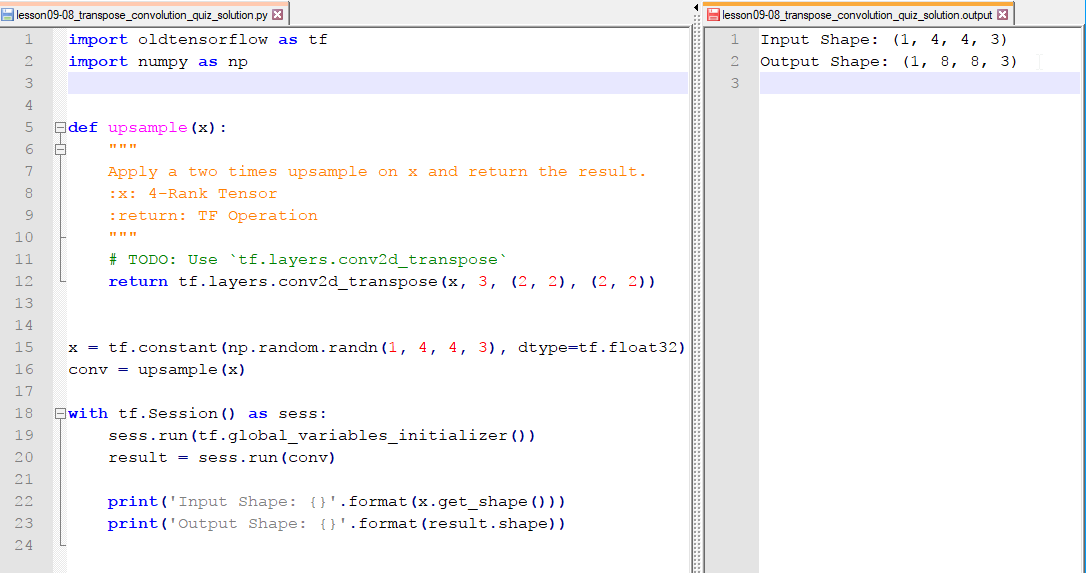 lesson09-08_transpose_convolution_quiz_solution.py
1 import oldtensorflow as tf
2 import numpy as np
3
4
5 def upsample(x):
6     """
7     Apply a two times upsample on x and return the result.
8     :x: 4-Rank Tensor
9     :return: TF Operation
10     """
11     # TODO: Use `tf.layers.conv2d_transpose`
12     return tf.layers.conv2d_transpose(x, 3, (2, 2), (2, 2))
13
14
15 x = tf.constant(np.random.randn(1, 4, 4, 3), dtype=tf.float32)
16 conv = upsample(x)
17
18 with tf.Session() as sess:
19     sess.run(tf.global_variables_initializer())
20     result = sess.run(conv)
21
22     print('Input Shape: {}'.format(x.get_shape()))
23     print('Output Shape: {}'.format(result.shape))
24
lesson09-08_transpose_convolution_quiz_solution.output
1 Input Shape: (1, 4, 4, 3)
2 Output Shape: (1, 8, 8, 3)
3